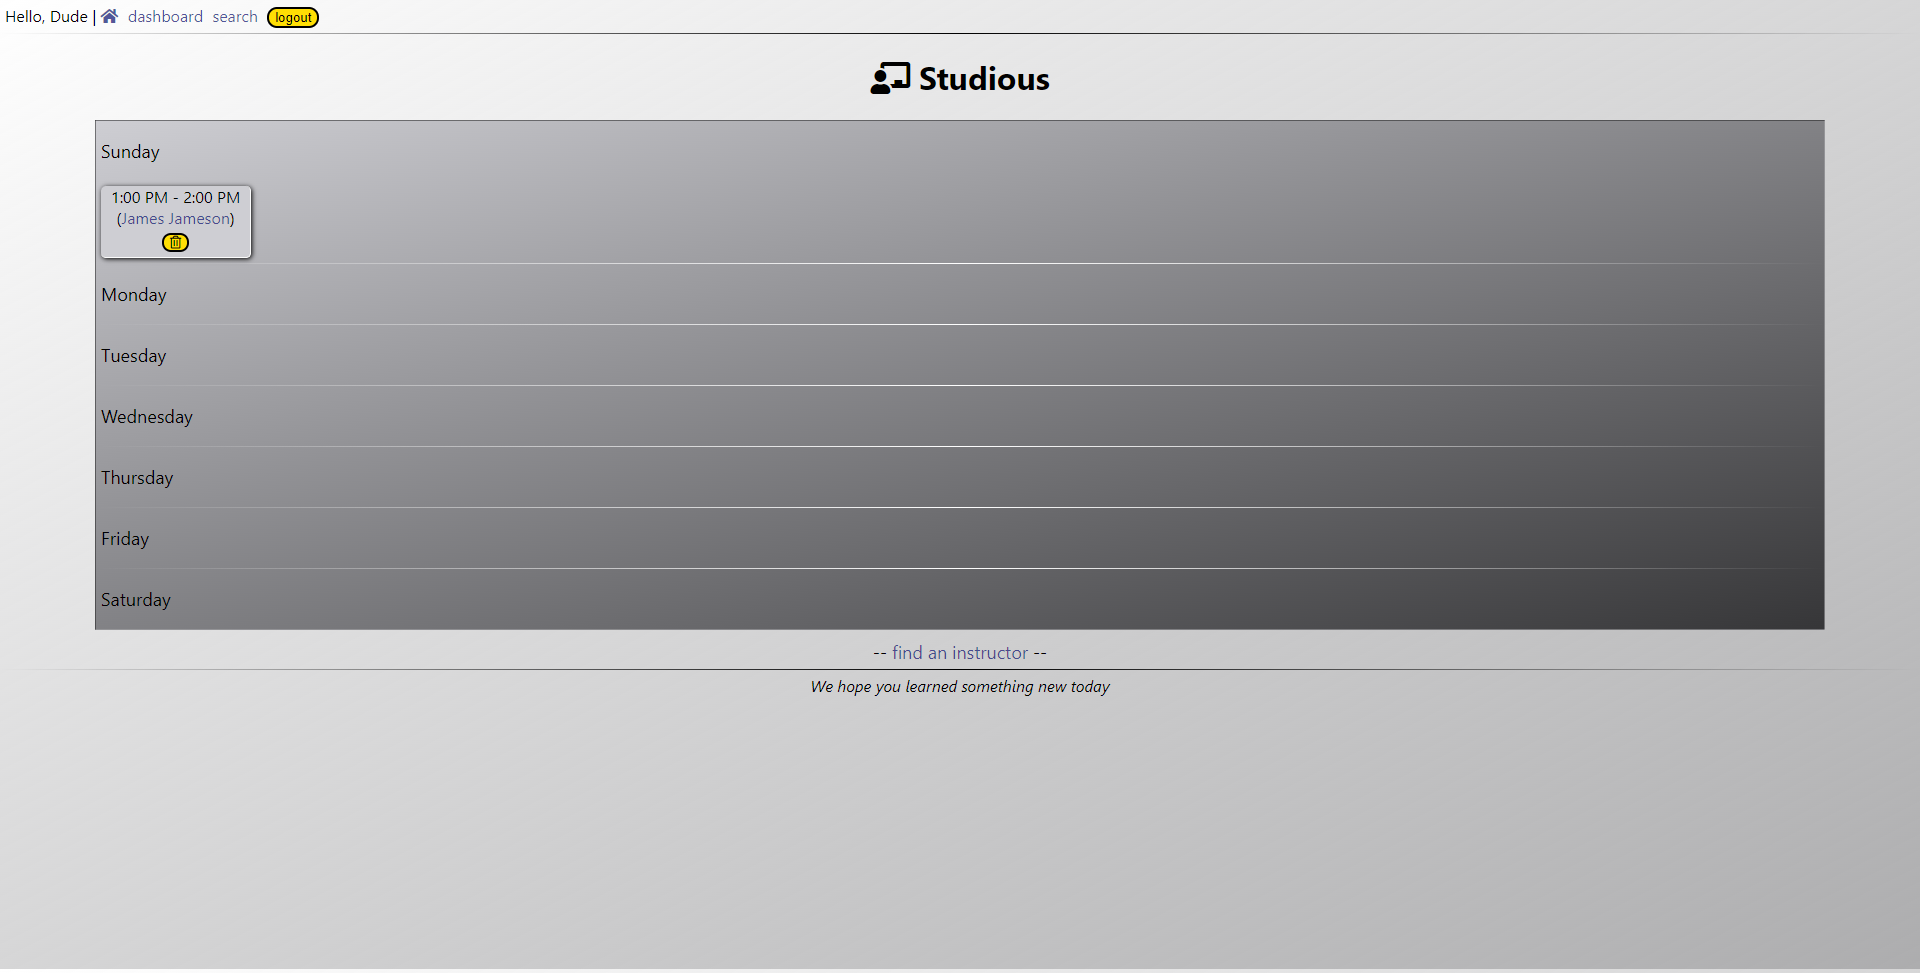 Hello, Dude | dashboard search logout
Studious
Sunday
1:00 PM - 2:00 PM
(James Jameson)
Monday
Tuesday
Wednesday
Thursday
Friday
Saturday
-- find an instructor --
We hope you learned something new today